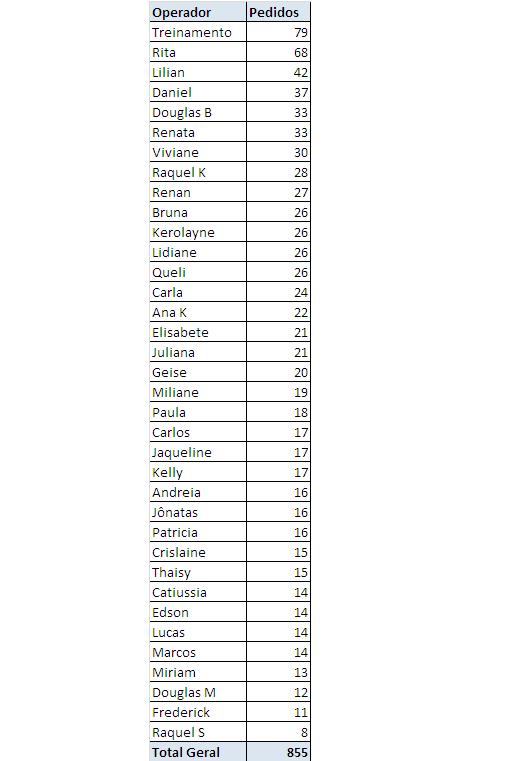 Operador Pedidos
Treinamento 79
Rita 68
Lilian 42
Daniel 37
Douglas B 33
Renata 33
Viviane 30
Raquel K 28
Renan 27
Bruna 26
Kerolayne 26
Lidiane 26
Queli 26
Carla 24
Ana K 22
Elisabete 21
Juliana 21
Geise 20
Miliane 19
Paula 18
Carlos 17
Jaqueline 17
Kelly 17
Andreia 16
Jônatas 16
Patricia 16
Crislaine 15
Thaisy 15
Catiussia 14
Edson 14
Lucas 14
Marcos 14
Miriam 13
Douglas M 12
Frederick 11
Raquel S 8
Total Geral 855